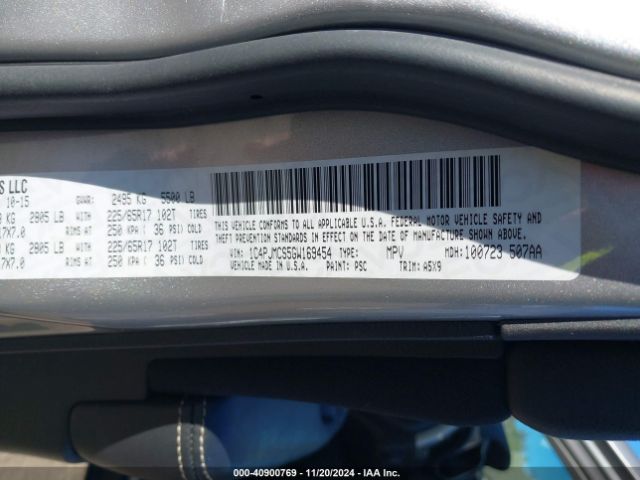 S LLC
10-15 GVWR: 2495 KG 5500 LB
KG 2805 LB WITH 225/65R17 102T TIRES
17X7.0 RIMS AT 250 KPA ( 36 PSI) COLD
KG 2805 LB WITH 225/65R17 102T TIRES
17X7.0 RIMS AT 250 KPA ( 36 PSI) COLD
THIS VEHICLE CONFORMS TO ALL APPLICABLE U.S.A. FEDERAL MOTOR VEHICLE SAFETY AND
THEFT PREVENTION STANDARDS IN EFFECT ON THE DATE OF MANUFACTURE SHOWN ABOVE.
VIN: 1C4PJMCS5GW169454 TYPE: MPV MDH: 100723 507AA
VEHICLE MADE IN U.S.A. PAINT: PSC TRIM: A5X9
000-40900769 - 11/20/2024 - IAA Inc.